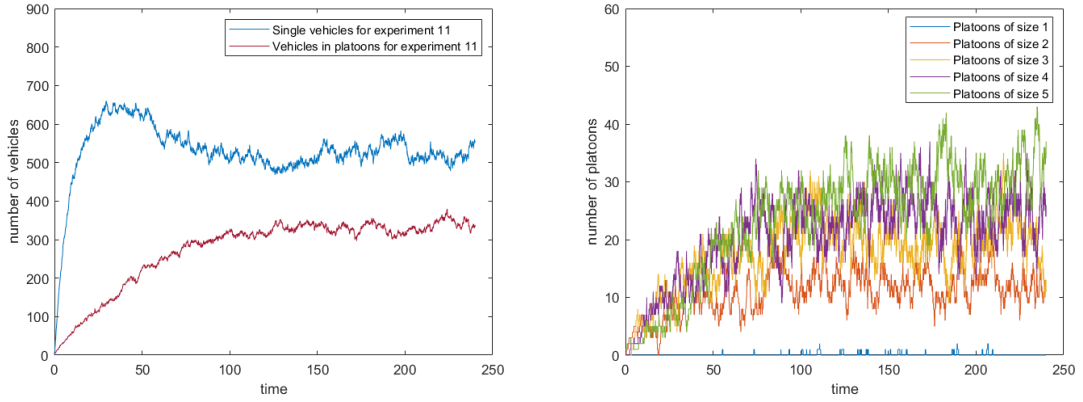 900
800
700
600
500
400
300
200
100
0
number of vehicles
Single vehicles for experiment 11
Vehicles in platoons for experiment 11
0 50 100 150 200 250
time
60
50
40
30
20
10
0
number of platoons
Platoons of size 1
Platoons of size 2
Platoons of size 3
Platoons of size 4
Platoons of size 5
0 50 100 150 200 250
time